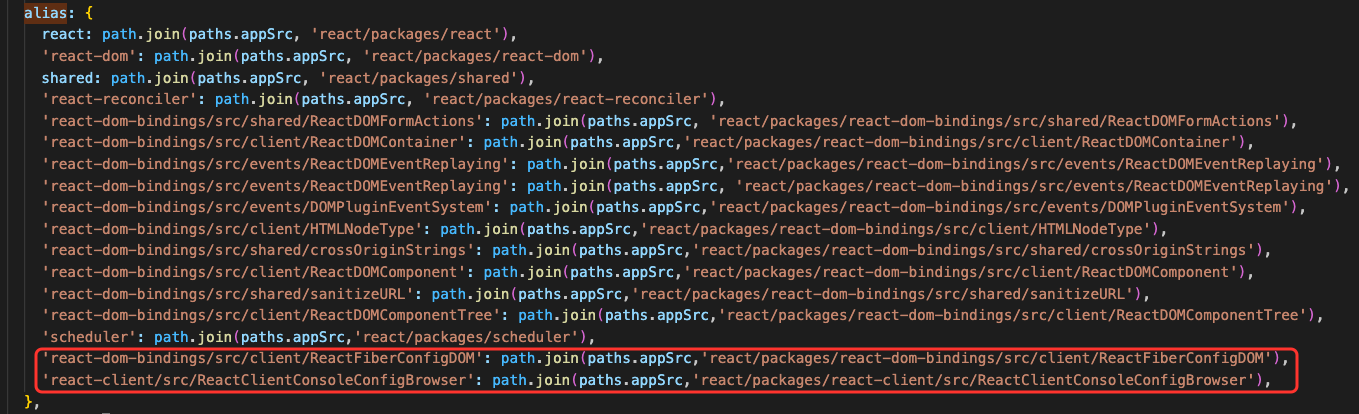 alias: {
react: path.join(paths.appSrc, 'react/packages/react'),
'react-dom': path.join(paths.appSrc, 'react/packages/react-dom'),
shared: path.join(paths.appSrc, 'react/packages/shared'),
'react-reconciler': path.join(paths.appSrc, 'react/packages/react-reconciler'),
'react-dom-bindings/src/shared/ReactDOMFormActions': path.join(paths.appSrc, 'react/packages/react-dom-bindings/src/shared/ReactDOMFormActions'),
'react-dom-bindings/src/client/ReactDOMContainer': path.join(paths.appSrc,'react/packages/react-dom-bindings/src/client/ReactDOMContainer'),
'react-dom-bindings/src/events/ReactDOMEventReplaying': path.join(paths.appSrc,'react/packages/react-dom-bindings/src/events/ReactDOMEventReplaying'),
'react-dom-bindings/src/events/ReactDOMEventReplaying': path.join(paths.appSrc, 'react/packages/react-dom-bindings/src/events/ReactDOMEventReplaying'),
'react-dom-bindings/src/events/DOMPluginEventSystem': path.join(paths.appSrc,'react/packages/react-dom-bindings/src/events/DOMPluginEventSystem'),
'react-dom-bindings/src/client/HTMLNodeType': path.join(paths.appSrc,'react/packages/react-dom-bindings/src/client/HTMLNodeType'),
'react-dom-bindings/src/shared/crossOriginStrings': path.join(paths.appSrc,'react/packages/react-dom-bindings/src/shared/crossOriginStrings'),
'react-dom-bindings/src/client/ReactDOMComponent': path.join(paths.appSrc,'react/packages/react-dom-bindings/src/client/ReactDOMComponent'),
'react-dom-bindings/src/shared/sanitizeURL': path.join(paths.appSrc,'react/packages/react-dom-bindings/src/shared/sanitizeURL'),
'react-dom-bindings/src/client/ReactDOMComponentTree': path.join(paths.appSrc,'react/packages/react-dom-bindings/src/client/ReactDOMComponentTree'),
'scheduler': path.join(paths.appSrc,'react/packages/scheduler'),
'react-dom-bindings/src/client/ReactFiberConfigDOM': path.join(paths.appSrc,'react/packages/react-dom-bindings/src/client/ReactFiberConfigDOM'),
'react-client/src/ReactClientConsoleConfigBrowser': path.join(paths.appSrc,'react/packages/react-client/src/ReactClientConsoleConfigBrowser'),
},